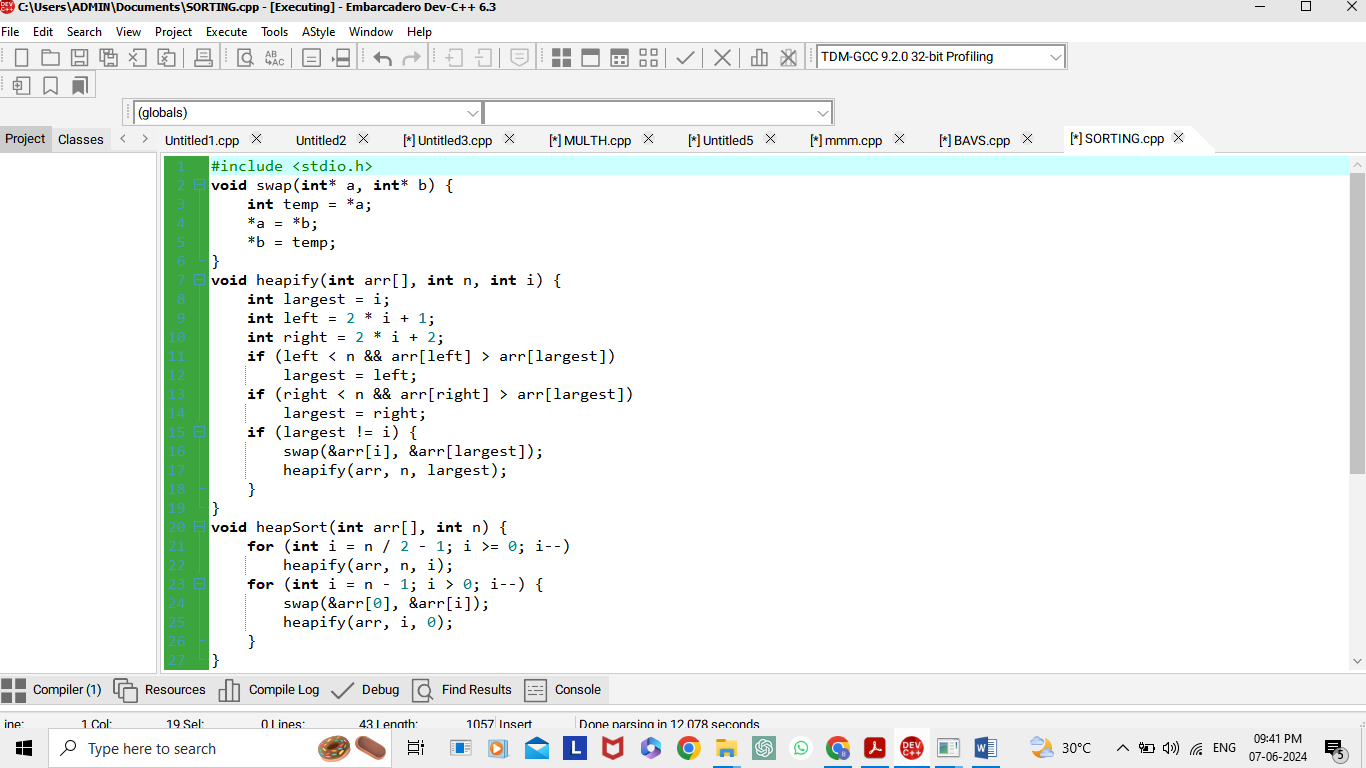 C:\Users\ADMIN\Documents\SORTING.cpp - [Executing] - Embarcadero Dev-C++ 6.3
File Edit Search View Project Execute Tools AStyle Window Help
TDM-GCC 9.2.0 32-bit Profiling
(globals)
Project Classes Untitled1.cpp Untitled2 [*] Untitled3.cpp [*] MULTH.cpp [*] Untitled5 [*] mmm.cpp [*] BAVS.cpp [*] SORTING.cpp
1 #include <stdio.h>
2 void swap(int* a, int* b) {
3 int temp = *a;
4 *a = *b;
5 *b = temp;
6 }
7 void heapify(int arr[], int n, int i) {
8 int largest = i;
9 int left = 2 * i + 1;
10 int right = 2 * i + 2;
11 if (left < n && arr[left] > arr[largest])
12 largest = left;
13 if (right < n && arr[right] > arr[largest])
14 largest = right;
15 if (largest != i) {
16 swap(&arr[i], &arr[largest]);
17 heapify(arr, n, largest);
18 }
19 }
20 void heapSort(int arr[], int n) {
21 for (int i = n / 2 - 1; i >= 0; i--)
22 heapify(arr, n, i);
23 for (int i = n - 1; i > 0; i--) {
24 swap(&arr[0], &arr[i]);
25 heapify(arr, i, 0);
26 }
27 }
Compiler (1) Resources Compile Log Debug Find Results Console
ine: 1 Col: 19 Sel: 0 Lines: 43 Length: 1057 Insert Done parsing in 12.078 seconds
Type here to search 30°C ENG 09:41 PM
07-06-2024 5